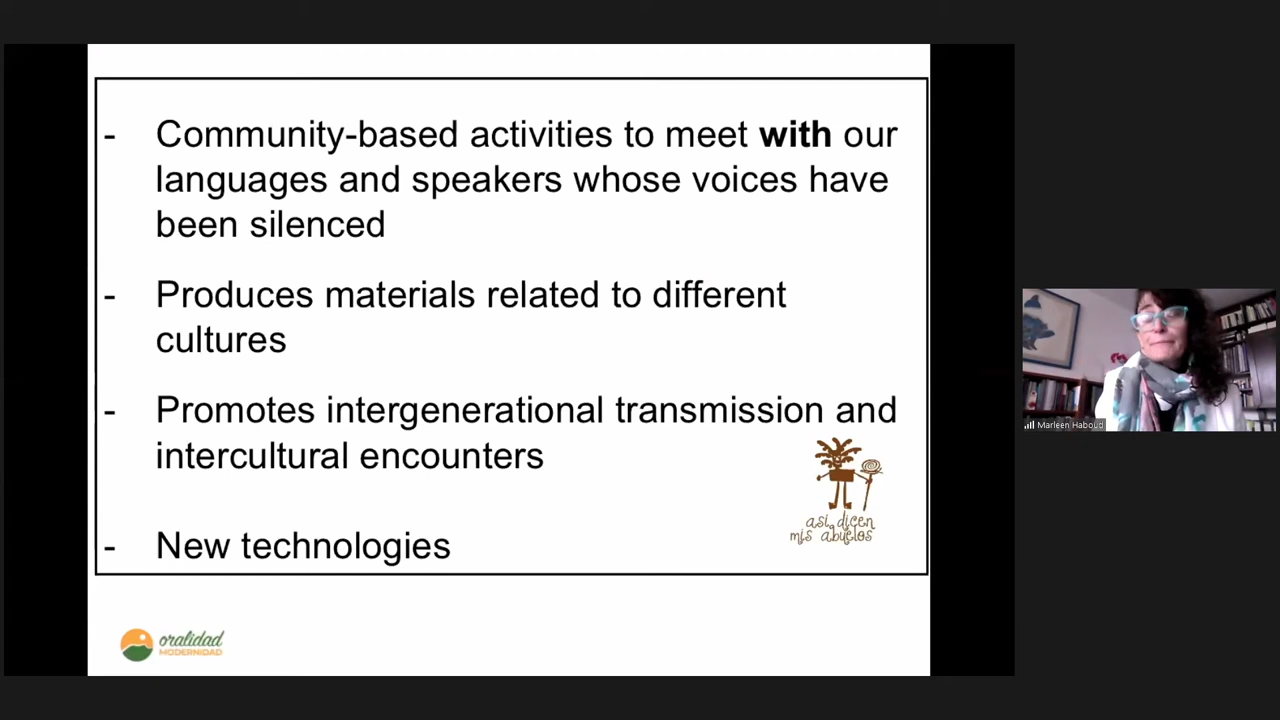 - Community-based activities to meet with our
languages and speakers whose voices have
been silenced
- Produces materials related to different
cultures
- Promotes intergenerational transmission and
intercultural encounters
- New technologies
asi dicen
mis abuelos
oralidad
MODERNIDAD
Marleen Haboud